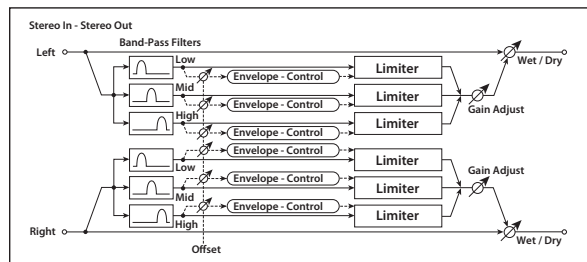 Stereo In - Stereo Out
Left
Band-Pass Filters
Wet / Dry
Low
Envelope - Control
Limiter
Mid
Envelope - Control
Limiter
Gain Adjust
High
Envelope - Control
Limiter
Envelope - Control
Limiter
Low
Gain Adjust
Envelope - Control
Limiter
Mid
Envelope - Control
Limiter
High
Right
Wet / Dry
Offset